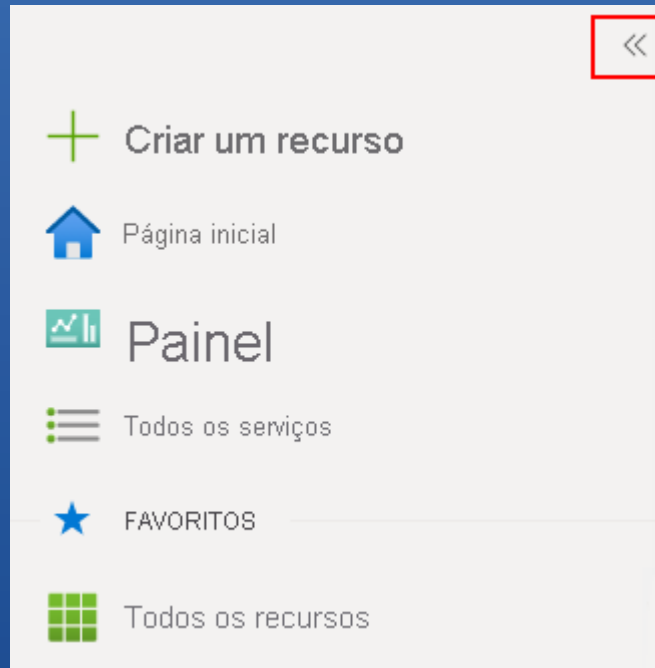 Criar um recurso
Página inicial
Painel
Todos os serviços
FAVORITOS
Todos os recursos